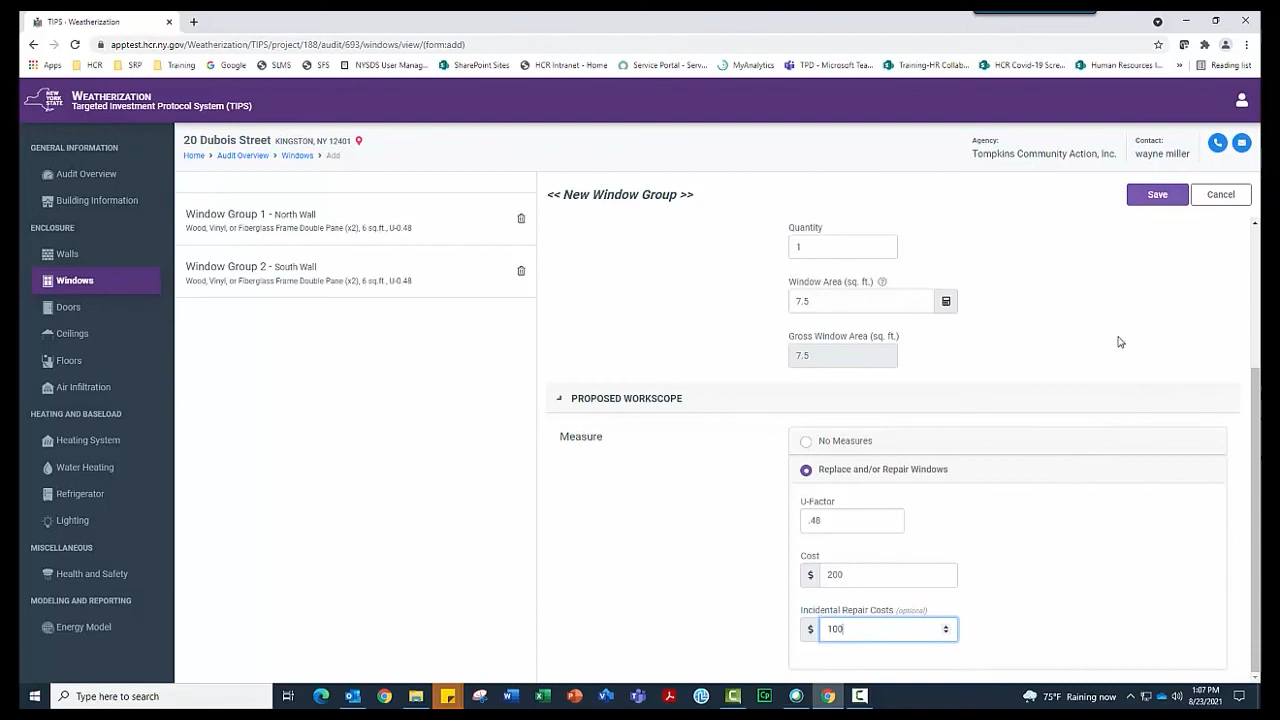 TIPS - Weatherization
apptest.hcr.ny.gov/Weatherization/TIPS/project/188/audit/693/windows/view/(form:add)
Apps HCR SRP Training Google SLMS SFS NYSDS User Manag... SharePoint Sites HCR Intranet - Home Service Portal - Serv... MyAnalytics TPD - Microsoft Tea... Training-HR Collab... HCR Covid-19 Scre... Human Resources I... » Reading list
NEW YORK STATE
WEATHERIZATION
Targeted Investment Protocol System (TIPS)
GENERAL INFORMATION
Audit Overview
Building Information
ENCLOSURE
Walls
Windows
Doors
Ceilings
Floors
Air Infiltration
HEATING AND BASELOAD
Heating System
Water Heating
Refrigerator
Lighting
MISCELLANEOUS
Health and Safety
MODELING AND REPORTING
Energy Model
20 Dubois Street KINGSTON, NY 12401
Home > Audit Overview > Windows > Add
Agency:
Tompkins Community Action, Inc.
Contact:
wayne miller
Window Group 1 - North Wall
Wood, Vinyl, or Fiberglass Frame Double Pane (x2), 6 sq.ft., U-0.48
Window Group 2 - South Wall
Wood, Vinyl, or Fiberglass Frame Double Pane (x2), 6 sq.ft., U-0.48
<< New Window Group >>
Save Cancel
Quantity
1
Window Area (sq. ft.)
7.5
Gross Window Area (sq. ft.)
7.5
PROPOSED WORKSCOPE
Measure
No Measures
Replace and/or Repair Windows
U-Factor
.48
Cost
$ 200
Incidental Repair Costs (optional)
$ 100
Type here to search
75°F Raining now
1:07 PM
8/23/2021